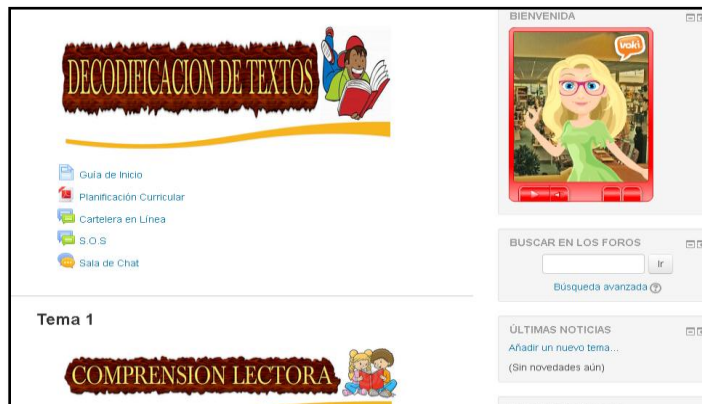 DECODIFICACION DE TEXTOS
Guía de Inicio
Planificación Curricular
Cartelera en Línea
S.O.S
Sala de Chat
Tema 1
COMPRENSION LECTORA
BIENVENIDA
voki
BUSCAR EN LOS FOROS
Ir
Búsqueda avanzada
ÚLTIMAS NOTICIAS
Añadir un nuevo tema...
(Sin novedades aún)